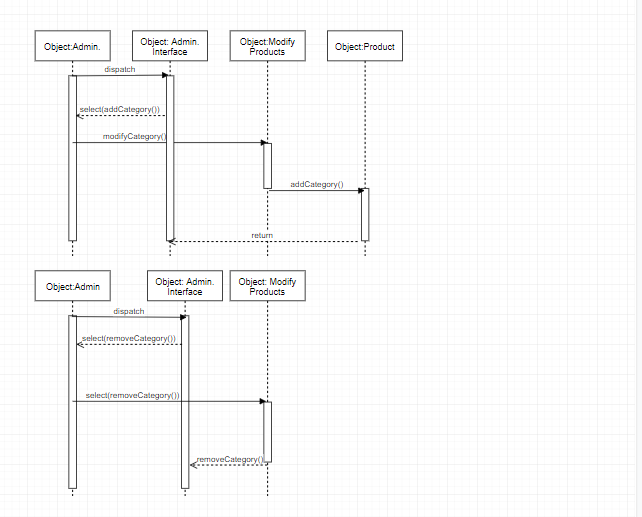 Object:Admin.
Object: Admin.
Interface
Object:Modify
Products
Object:Product
dispatch
select(addCategory())
modifyCategory()
addCategory()
return
Object:Admin
Object: Admin.
Interface
Object: Modify
Products
dispatch
select(removeCategory())
select(removeCategory())
removeCategory()